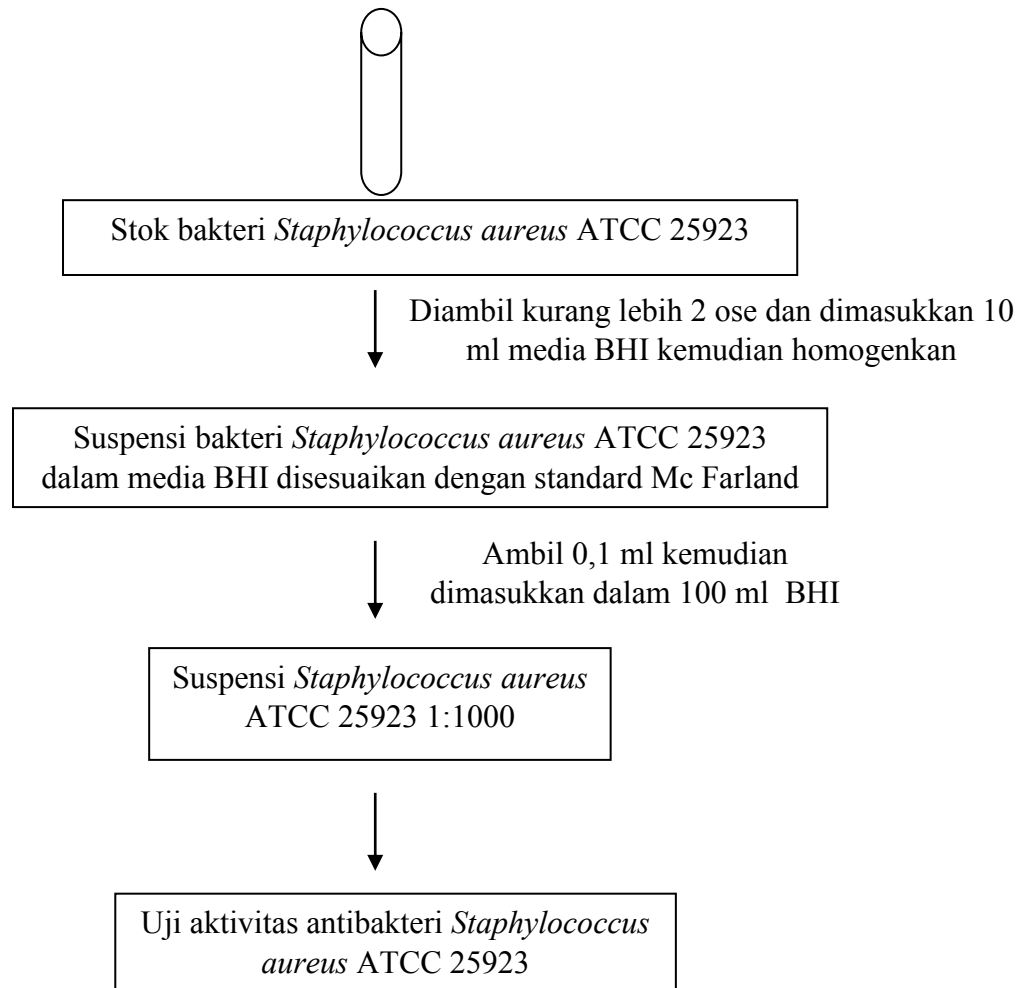 Stok bakteri Staphylococcus aureus ATCC 25923
Diambil kurang lebih 2 ose dan dimasukkan 10
ml media BHI kemudian homogenkan
Suspensi bakteri Staphylococcus aureus ATCC 25923
dalam media BHI disesuaikan dengan standard Mc Farland
Ambil 0,1 ml kemudian
dimasukkan dalam 100 ml BHI
Suspensi Staphylococcus aureus
ATCC 25923 1:1000
Uji aktivitas antibakteri Staphylococcus
aureus ATCC 25923